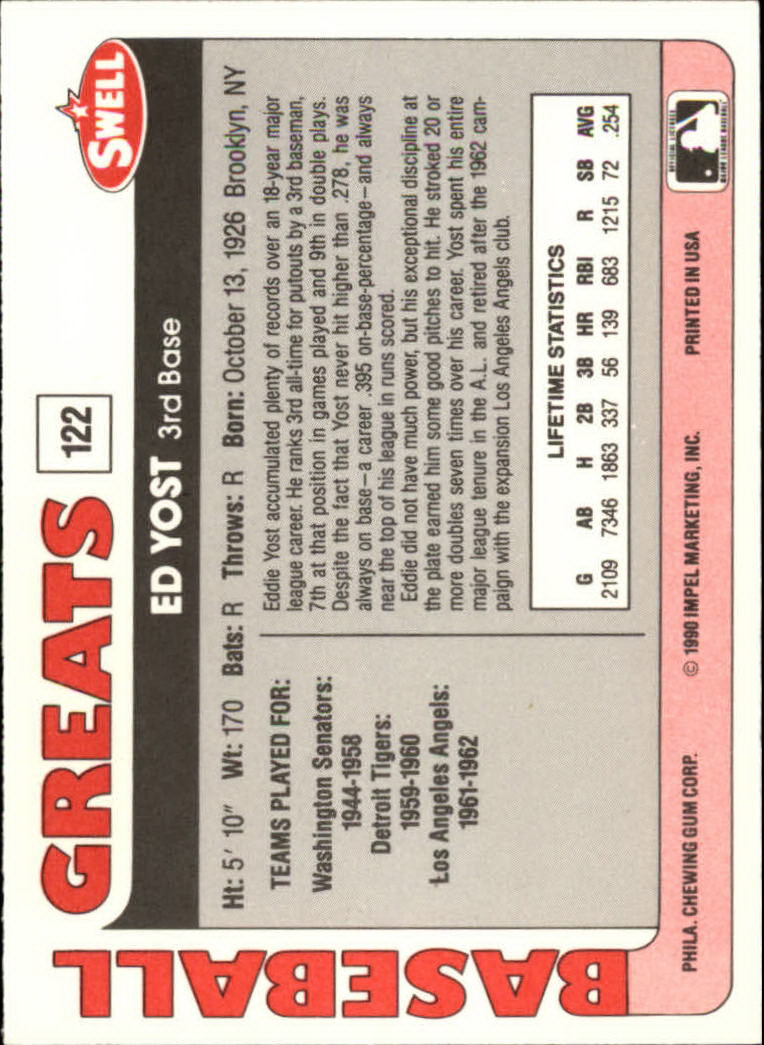 BASEBALL
GREATS
122
SWELL
ED YOST 3rd Base
Ht: 5' 10" Wt: 170 Bats: R Throws: R Born: October 13, 1926 Brooklyn, NY
TEAMS PLAYED FOR:
Washington Senators:
1944-1958
Detroit Tigers:
1959-1960
Los Angeles Angels:
1961-1962
Eddie Yost accumulated plenty of records over an 18-year major
league career. He ranks 3rd all-time for putouts by a 3rd baseman,
7th at that position in games played and 9th in double plays.
Despite the fact that Yost never hit higher than .278, he was
always on base—a career .395 on-base-percentage—and always
near the top of his league in runs scored.
Eddie did not have much power, but his exceptional discipline at
the plate earned him some good pitches to hit. He stroked 20 or
more doubles seven times over his career. Yost spent his entire
major league tenure in the A.L. and retired after the 1962 cam-
paign with the expansion Los Angeles Angels club.
LIFETIME STATISTICS
G AB H 2B 3B HR RBI R SB AVG
2109 7346 1863 337 56 139 683 1215 72 .254
PHILA. CHEWING GUM CORP. © 1990 IMPEL MARKETING, INC. PRINTED IN USA
OFFICIAL LICENSEE
MAJOR LEAGUE BASEBALL